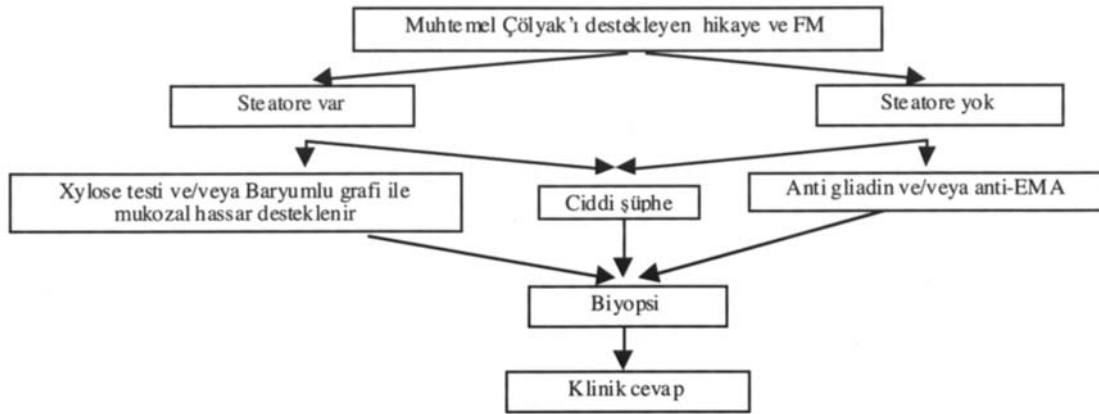 Muhtemel Çölyak'ı destekleyen hikaye ve FM
Steatore var
Steatore yok
Xylose testi ve/veya Baryumlu grafi ile
mukozal hassar desteklenir
Ciddi şüphe
Anti gliadin ve/veya anti-EMA
Biyopsi
Klinik cevap